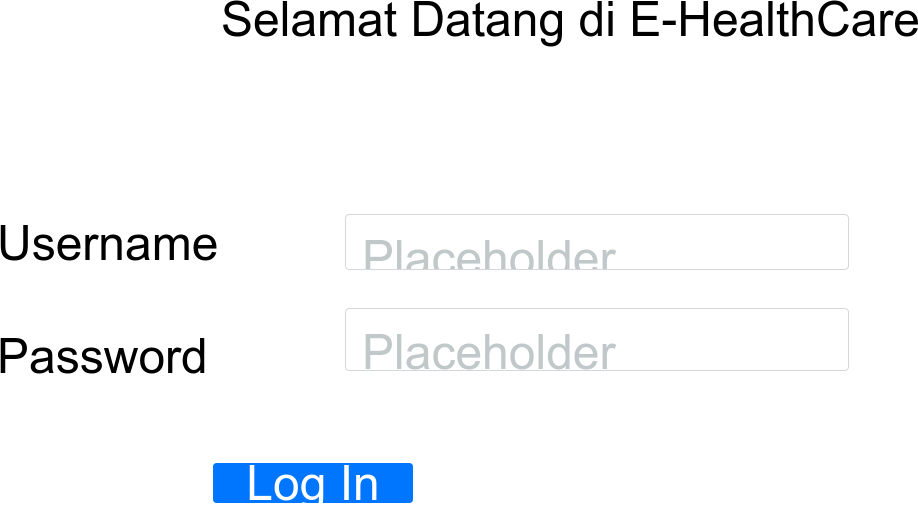 Selamat Datang di E-HealthCare
Username
Placeholder
Password
Placeholder
Log In